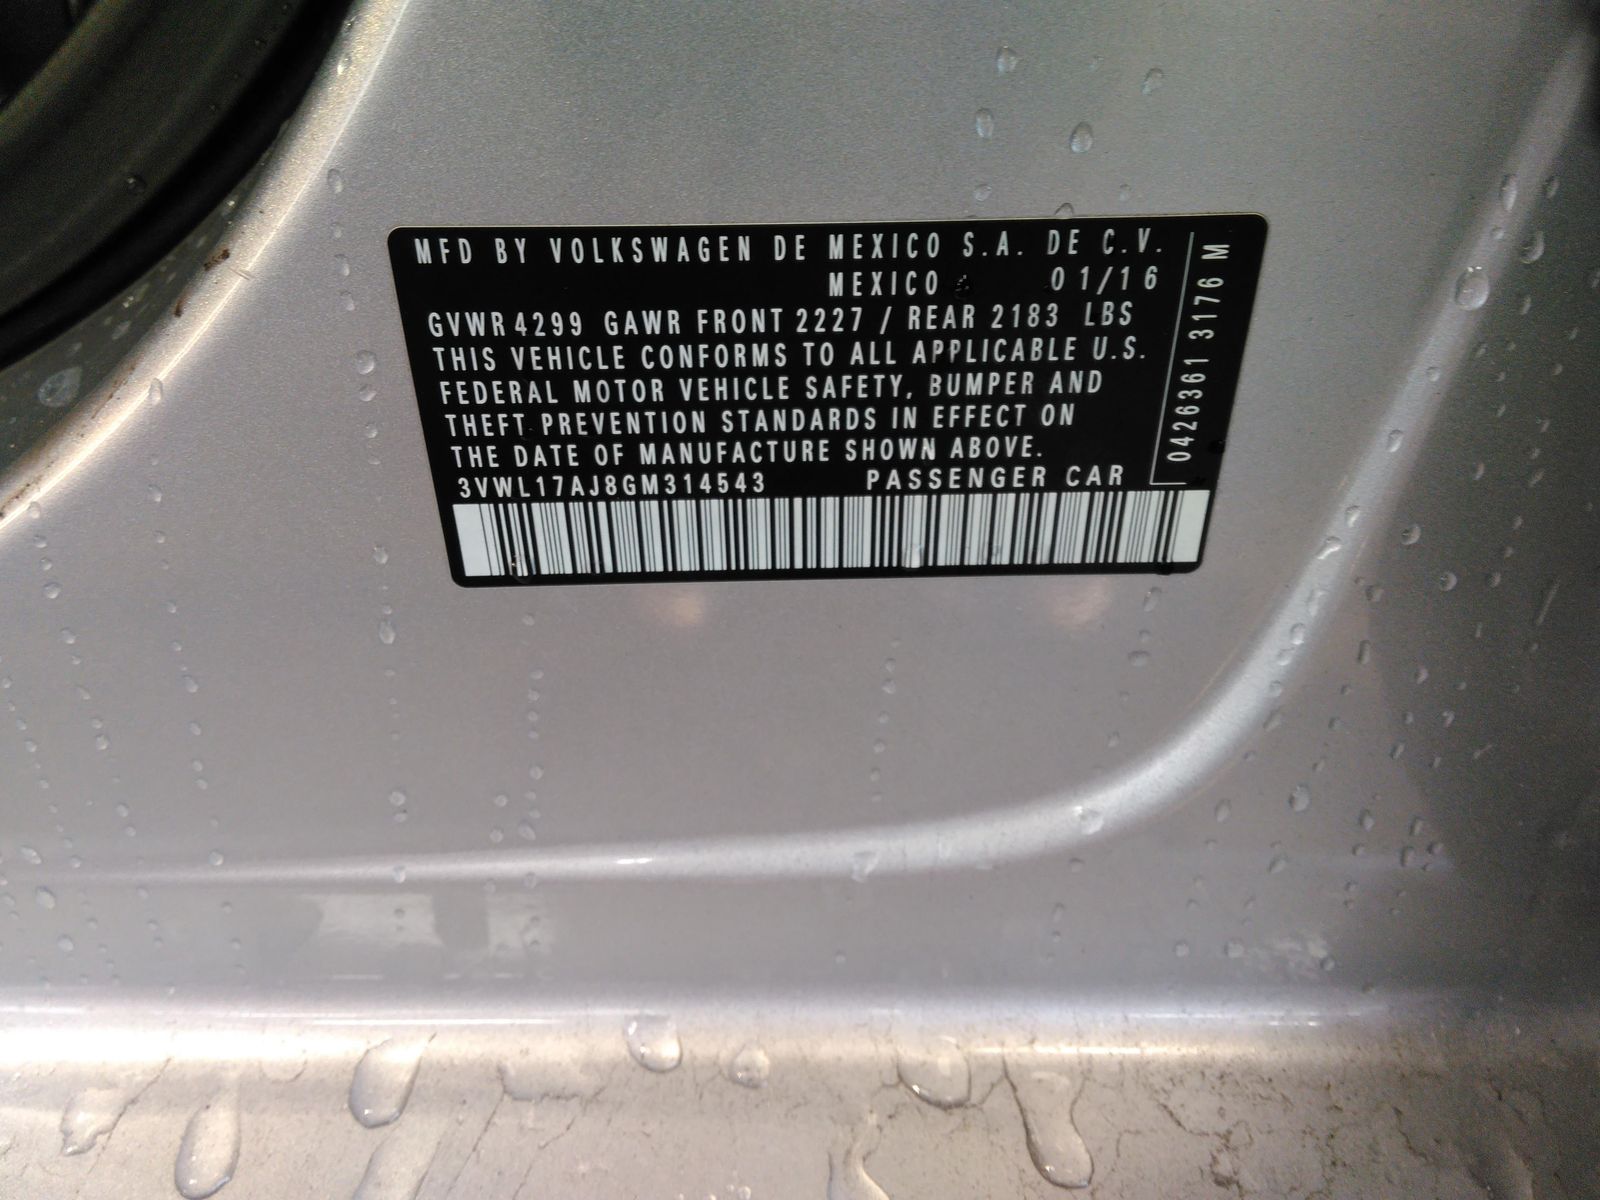 MFD BY VOLKSWAGEN DE MEXICO S.A. DE C.V.
MEXICO 01/16
GVWR 4299 GAWR FRONT 2227 / REAR 2183 LBS
THIS VEHICLE CONFORMS TO ALL APPLICABLE U.S.
FEDERAL MOTOR VEHICLE SAFETY, BUMPER AND
THEFT PREVENTION STANDARDS IN EFFECT ON
THE DATE OF MANUFACTURE SHOWN ABOVE.
3VWL17AJ8GM314543 PASSENGER CAR
0426361 3176 M